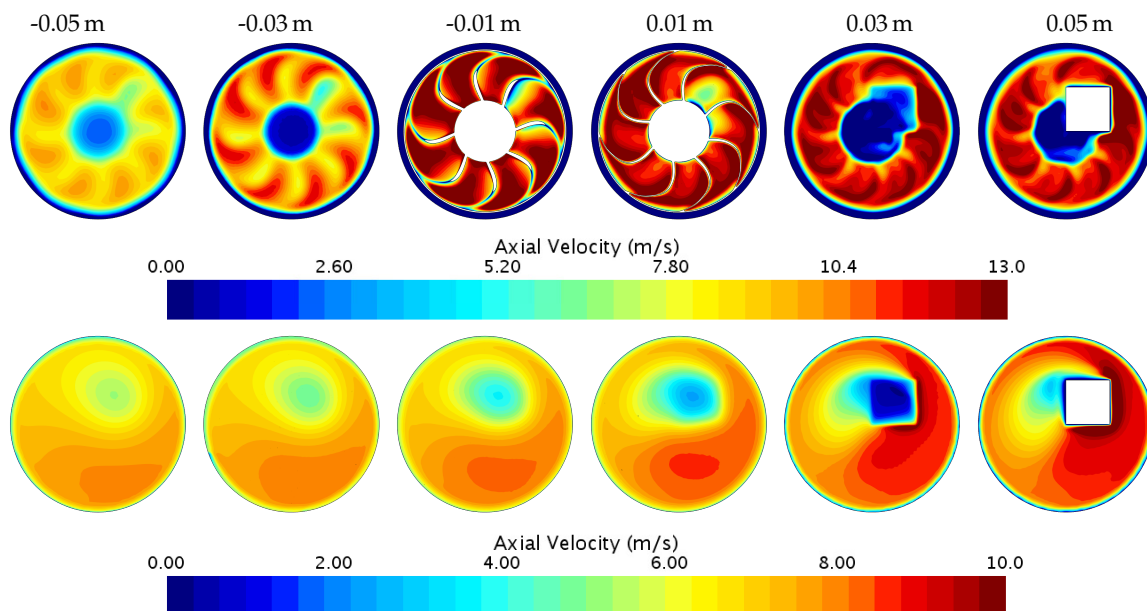 -0.05 m -0.03 m -0.01 m 0.01 m 0.03 m 0.05 m
Axial Velocity (m/s)
0.00 2.60 5.20 7.80 10.4 13.0
Axial Velocity (m/s)
0.00 2.00 4.00 6.00 8.00 10.0